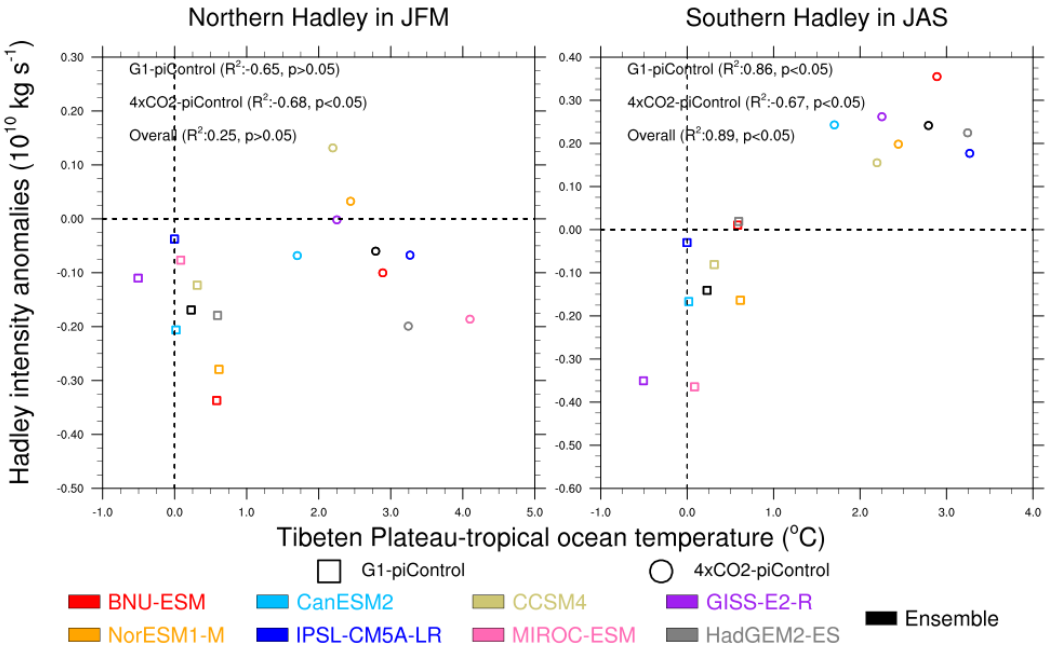 Northern Hadley in JFM
Southern Hadley in JAS
Hadley intensity anomalies (10^10 kg s^-1)
0.30
0.20
0.10
0.00
-0.10
-0.20
-0.30
-0.40
-0.50
G1-piControl (R²:-0.65, p>0.05)
4xCO2-piControl (R²:-0.68, p<0.05)
Overall (R²:0.25, p>0.05)
-1.0 0.0 1.0 2.0 3.0 4.0 5.0
0.40
0.30
0.20
0.10
0.00
-0.10
-0.20
-0.30
-0.40
-0.50
-0.60
G1-piControl (R²:0.86, p<0.05)
4xCO2-piControl (R²:-0.67, p<0.05)
Overall (R²:0.89, p<0.05)
-1.0 0.0 1.0 2.0 3.0 4.0
Tibeten Plateau-tropical ocean temperature (°C)
G1-piControl 4xCO2-piControl
BNU-ESM CanESM2 CCSM4 GISS-E2-R
Ensemble
NorESM1-M IPSL-CM5A-LR MIROC-ESM HadGEM2-ES